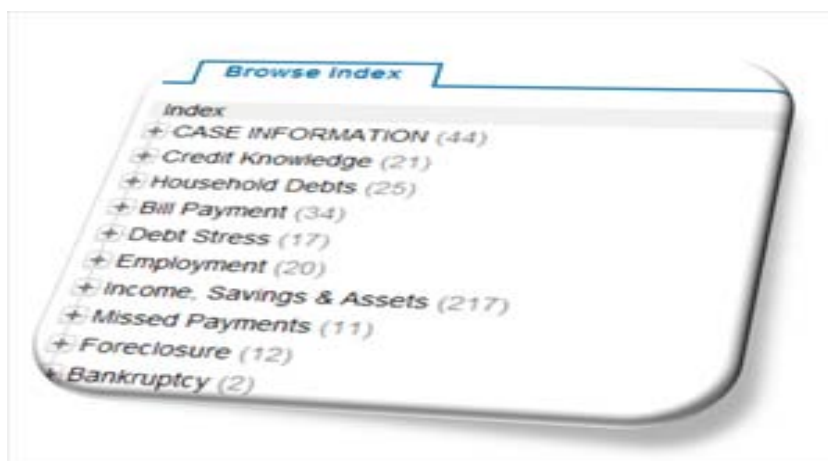 Browse Index
Index
CASE INFORMATION (44)
Credit Knowledge (21)
Household Debts (25)
Bill Payment (34)
Debt Stress (17)
Employment (20)
Income, Savings & Assets (217)
Missed Payments (11)
Foreclosure (12)
Bankruptcy (2)